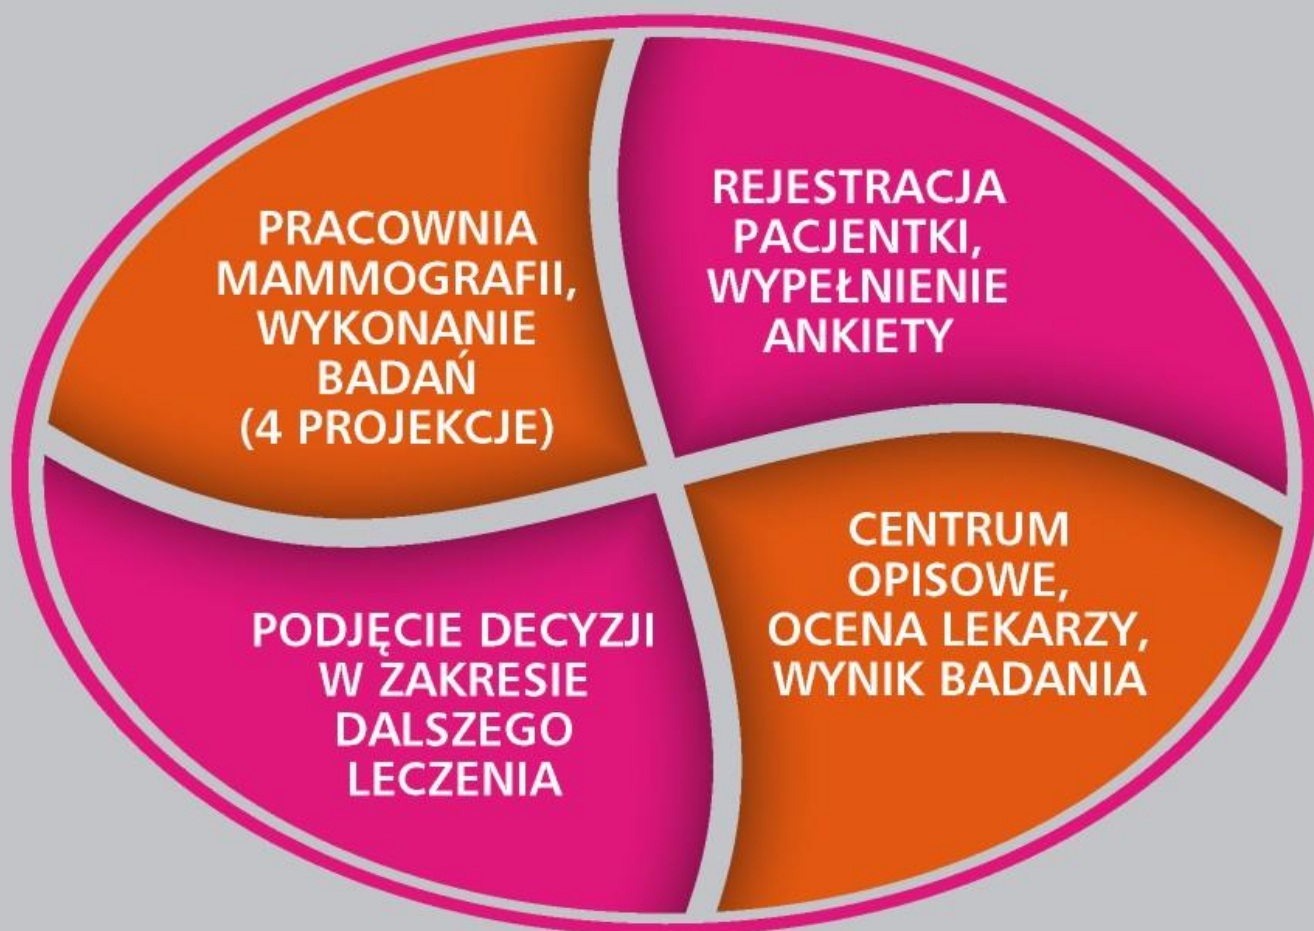 PRACOWNIA
MAMMOGRAFII,
WYKONANIE
BADAŃ
(4 PROJEKCJE)
REJESTRACJA
PACJENTKI,
WYPEŁNIENIE
ANKIETY
PODJĘCIE DECYZJI
W ZAKRESIE
DALSZEGO
LECZENIA
CENTRUM
OPISOWE,
OCENA LEKARZY,
WYNIK BADANIA